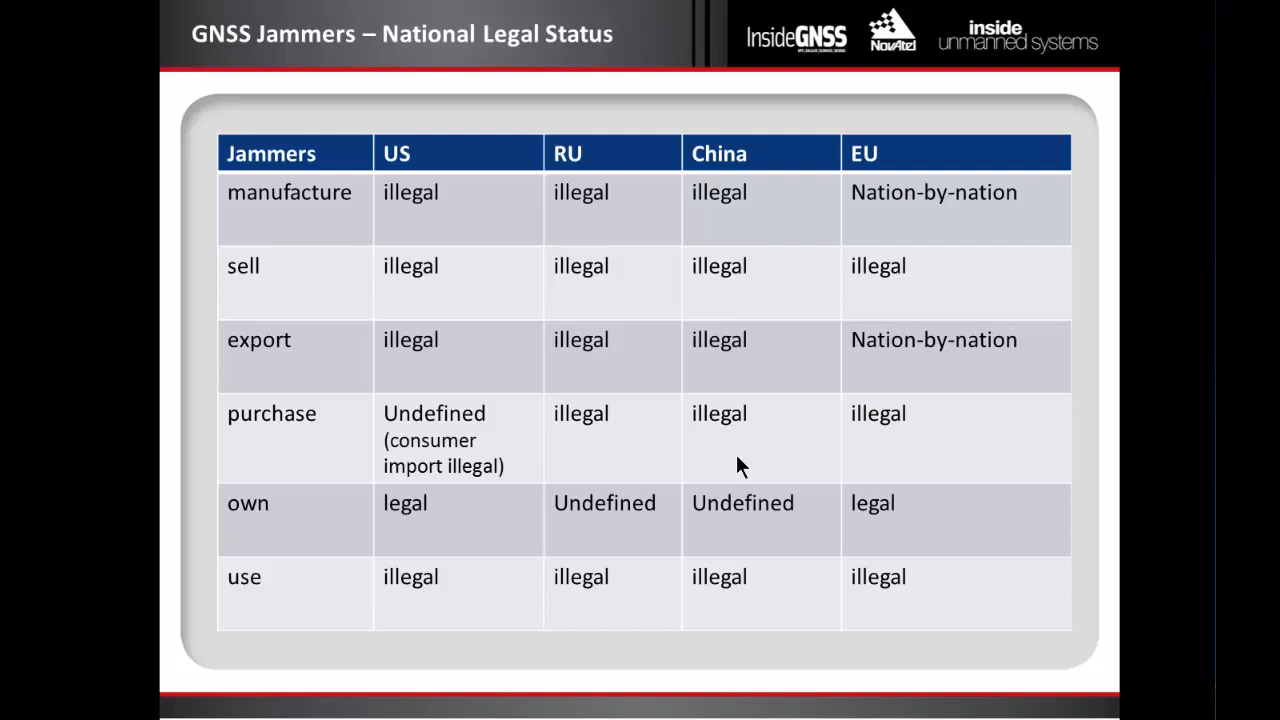 GNSS Jammers – National Legal Status
InsideGNSS
NovAtel
inside
unmanned systems
Jammers US RU China EU
manufacture illegal illegal illegal Nation-by-nation
sell illegal illegal illegal illegal
export illegal illegal illegal Nation-by-nation
purchase Undefined illegal illegal illegal
(consumer
import illegal)
own legal Undefined Undefined legal
use illegal illegal illegal illegal